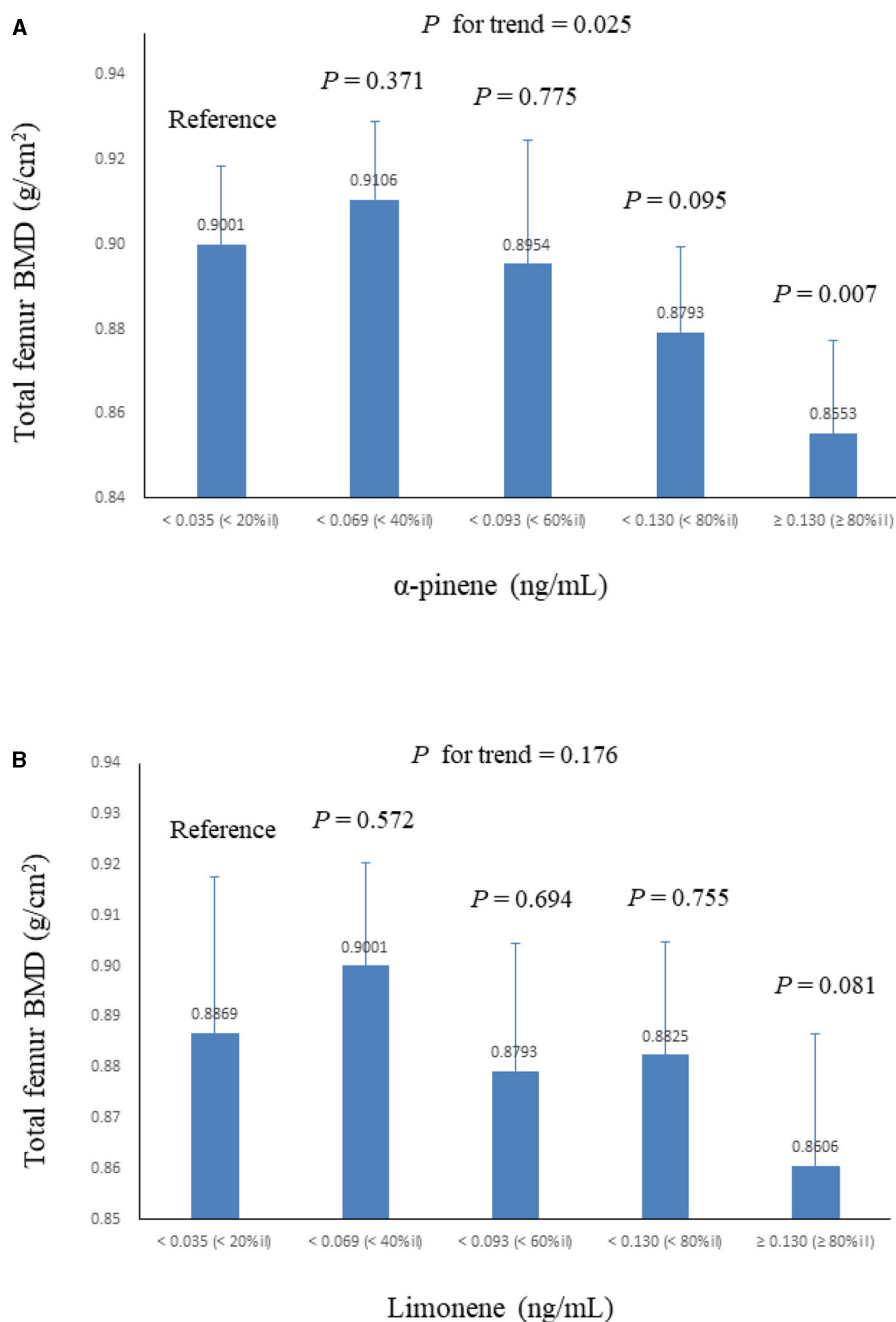 A
P for trend = 0.025
Total femur BMD (g/cm²)
0.94
0.92
0.90
0.88
0.86
0.84
Reference
P = 0.371
P = 0.775
P = 0.095
P = 0.007
0.9001
0.9106
0.8954
0.8793
0.8553
< 0.035 (< 20%il) < 0.069 (< 40%il) < 0.093 (< 60%il) < 0.130 (< 80%il) ≥ 0.130 (≥ 80%il)
α-pinene (ng/mL)
B
P for trend = 0.176
Total femur BMD (g/cm²)
0.94
0.93
0.92
0.91
0.90
0.89
0.88
0.87
0.86
0.85
Reference
P = 0.572
P = 0.694
P = 0.755
P = 0.081
0.8869
0.9001
0.8793
0.8825
0.8606
< 0.035 (< 20%il) < 0.069 (< 40%il) < 0.093 (< 60%il) < 0.130 (< 80%il) ≥ 0.130 (≥ 80%il)
Limonene (ng/mL)